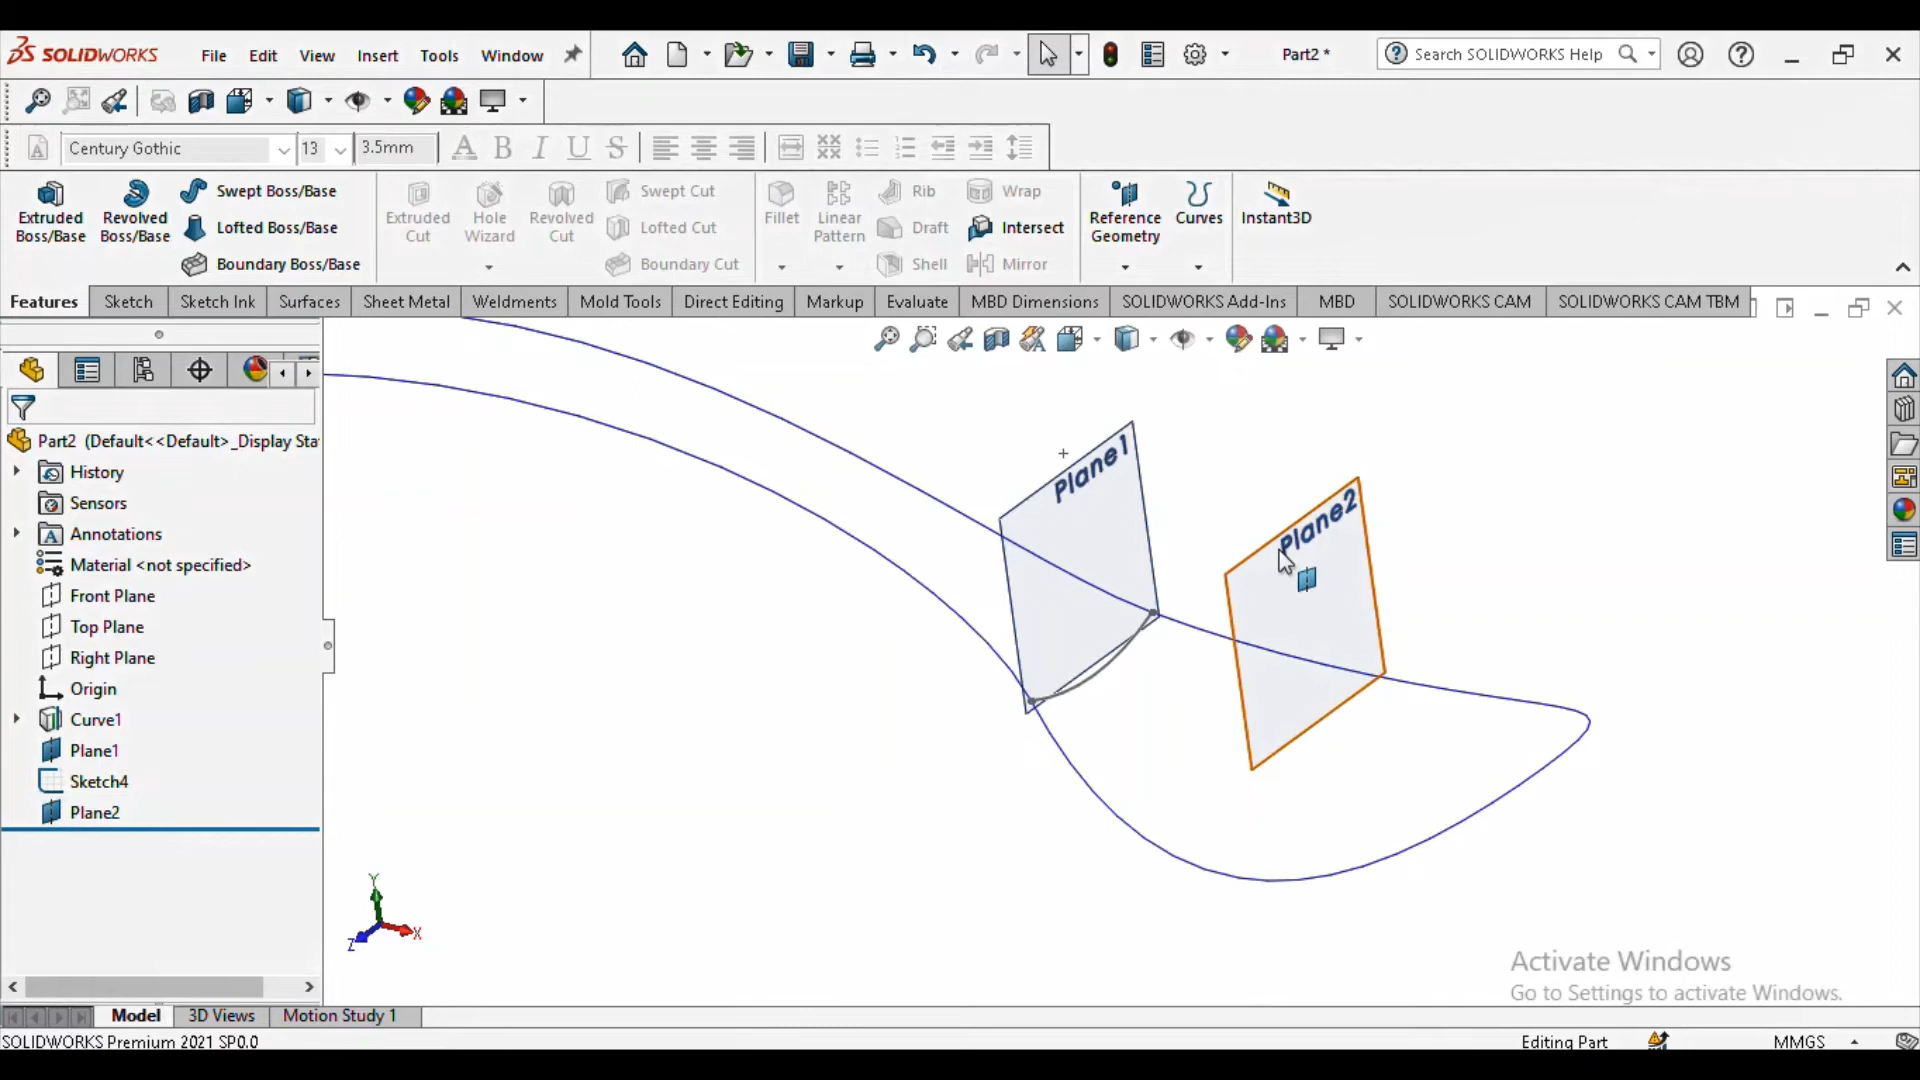 SOLIDWORKS File Edit View Insert Tools Window Part2 * Search SOLIDWORKS Help
Century Gothic 13 3.5mm A B I U S
Extruded Boss/Base
Revolved Boss/Base
Swept Boss/Base
Lofted Boss/Base
Boundary Boss/Base
Extruded Cut
Hole Wizard
Revolved Cut
Swept Cut
Lofted Cut
Boundary Cut
Fillet
Linear Pattern
Rib
Draft
Shell
Wrap
Intersect
Mirror
Reference Geometry
Curves
Instant3D
Features Sketch Sketch Ink Surfaces Sheet Metal Weldments Mold Tools Direct Editing Markup Evaluate MBD Dimensions SOLIDWORKS Add-Ins MBD SOLIDWORKS CAM SOLIDWORKS CAM TBM
Part2 (Default<<Default>_Display Sta
History
Sensors
Annotations
Material <not specified>
Front Plane
Top Plane
Right Plane
Origin
Curve1
Plane1
Sketch4
Plane2
Plane1
Plane2
Y
X
Z
Activate Windows
Go to Settings to activate Windows.
Model 3D Views Motion Study 1
SOLIDWORKS Premium 2021 SP0.0 Editing Part MMGS